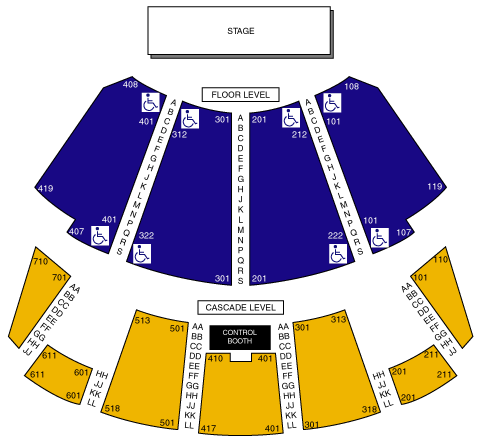 STAGE
FLOOR LEVEL
408
401
419
407
401
A
B
C
D
E
F
G
H
J
K
L
M
N
P
Q
R
S
312
301
322
301
A
B
C
D
E
F
G
H
J
K
L
M
N
P
Q
R
S
201
212
222
201
A
B
C
D
E
F
G
H
J
K
L
M
N
P
Q
R
S
108
101
119
101
107
CASCADE LEVEL
CONTROL
BOOTH
710
701
AA
BB
CC
DD
EE
FF
GG
HH
JJ
611
601
611
601
HH
JJ
KK
LL
513
501
518
501
AA
BB
CC
DD
EE
FF
GG
HH
JJ
KK
LL
410
401
417
401
AA
BB
CC
DD
EE
FF
GG
HH
JJ
KK
LL
301
313
301
318
HH
JJ
KK
LL
201
211
201
211
AA
BB
CC
DD
EE
FF
GG
HH
JJ
101
110